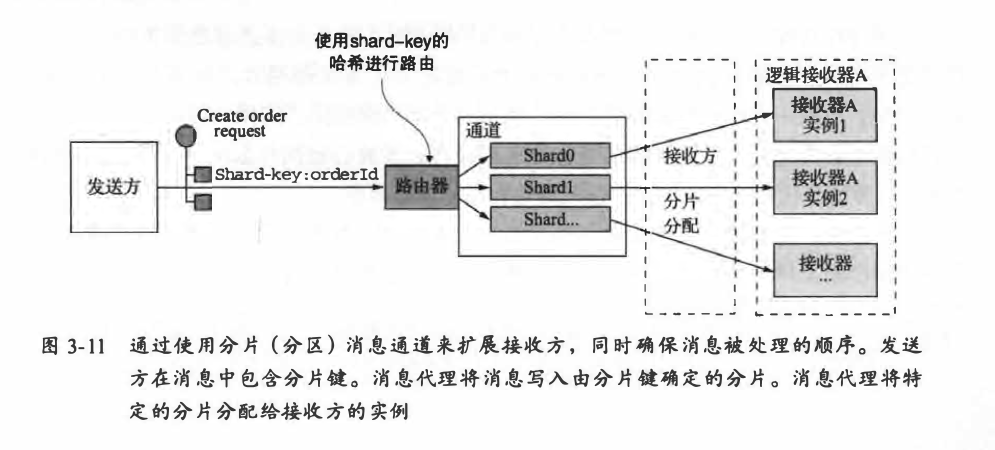 使用shard-key的
哈希进行路由
Create order
request
发送方
Shard-key:orderId
路由器
通道
Shard0
Shard1
Shard...
接收方
分片
分配
逻辑接收器A
接收器A
实例1
接收器A
实例2
接收器
...
图 3-11 通过使用分片（分区）消息通道来扩展接收方，同时确保消息被处理的顺序。发送
方在消息中包含分片键。消息代理将消息写入由分片键确定的分片。消息代理将特
定的分片分配给接收方的实例